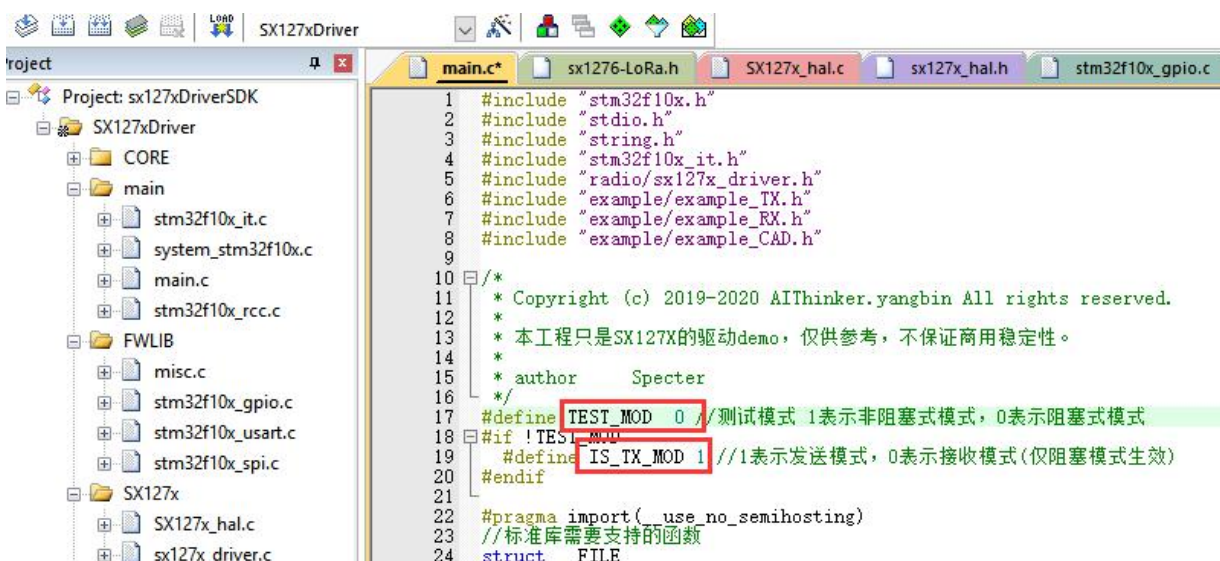 LOAD
SX127xDriver
Project
main.c*
sx1276-LoRa.h
SX127x_hal.c
sx127x_hal.h
stm32f10x_gpio.c
Project: sx127xDriverSDK
SX127xDriver
CORE
main
stm32f10x_it.c
system_stm32f10x.c
main.c
stm32f10x_rcc.c
FWLIB
misc.c
stm32f10x_gpio.c
stm32f10x_usart.c
stm32f10x_spi.c
SX127x
SX127x_hal.c
sx127x_driver.c
1 #include "stm32f10x.h"
2 #include "stdio.h"
3 #include "string.h"
4 #include "stm32f10x_it.h"
5 #include "radio/sx127x_driver.h"
6 #include "example/example_TX.h"
7 #include "example/example_RX.h"
8 #include "example/example_CAD.h"
9
10 /*
11 * Copyright (c) 2019-2020 AIThinker.yangbin All rights reserved.
12 *
13 * 本工程只是SX127X的驱动demo，仅供参考，不保证商用稳定性。
14 *
15 * author Specter
16 */
17 #define TEST_MOD 0 //测试模式 1表示非阻塞式模式，0表示阻塞式模式
18 #if !TEST_MOD
19 #define IS_TX_MOD 1 //1表示发送模式，0表示接收模式(仅阻塞模式生效)
20 #endif
21
22 #pragma import(__use_no_semihosting)
23 //标准库需要支持的函数
24 struct __FILE